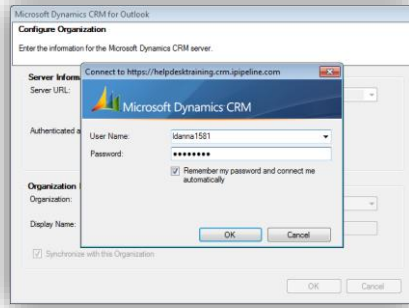 Microsoft Dynamics CRM for Outlook
Configure Organization
Enter the information for the Microsoft Dynamics CRM server.
Server Inform
Server URL:
Authenticated a
Organization
Organization:
Display Name:
Synchronize with this Organization
OK Cancel
Connect to https://helpdesktraining.crm.ipipeline.com
Microsoft Dynamics CRM
User Name: ldanna1581
Password: ••••••••
Remember my password and connect me
automatically
OK Cancel